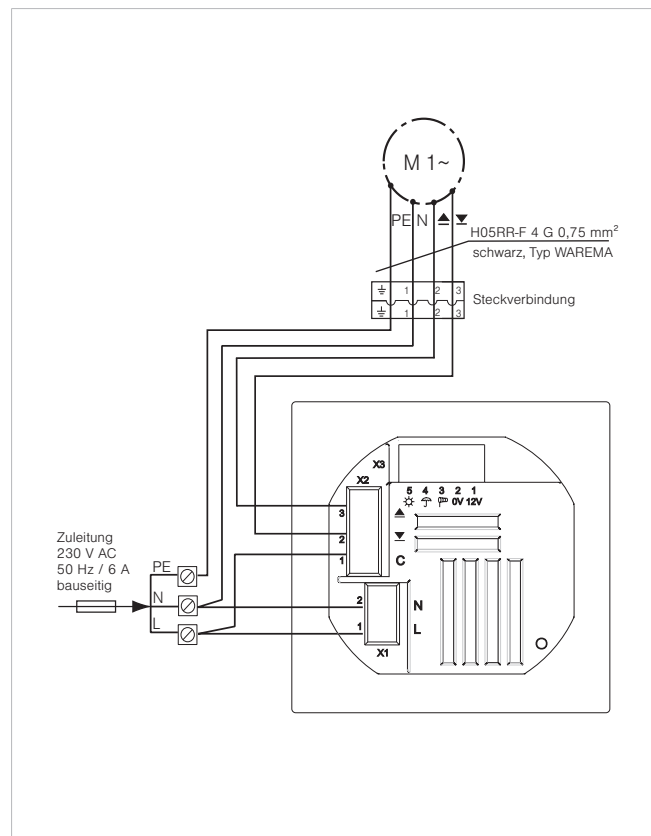 M 1~
PE N
H05RR-F 4 G 0,75 mm²
schwarz, Typ WAREMA
1 2 3
Steckverbindung
1 2 3
X3
X2
5 4 3 2 1
0V 12V
3
2
1
C
Zuleitung
230 V AC
50 Hz / 6 A
bauseitig
PE
N
L
2 N
1 L
X1